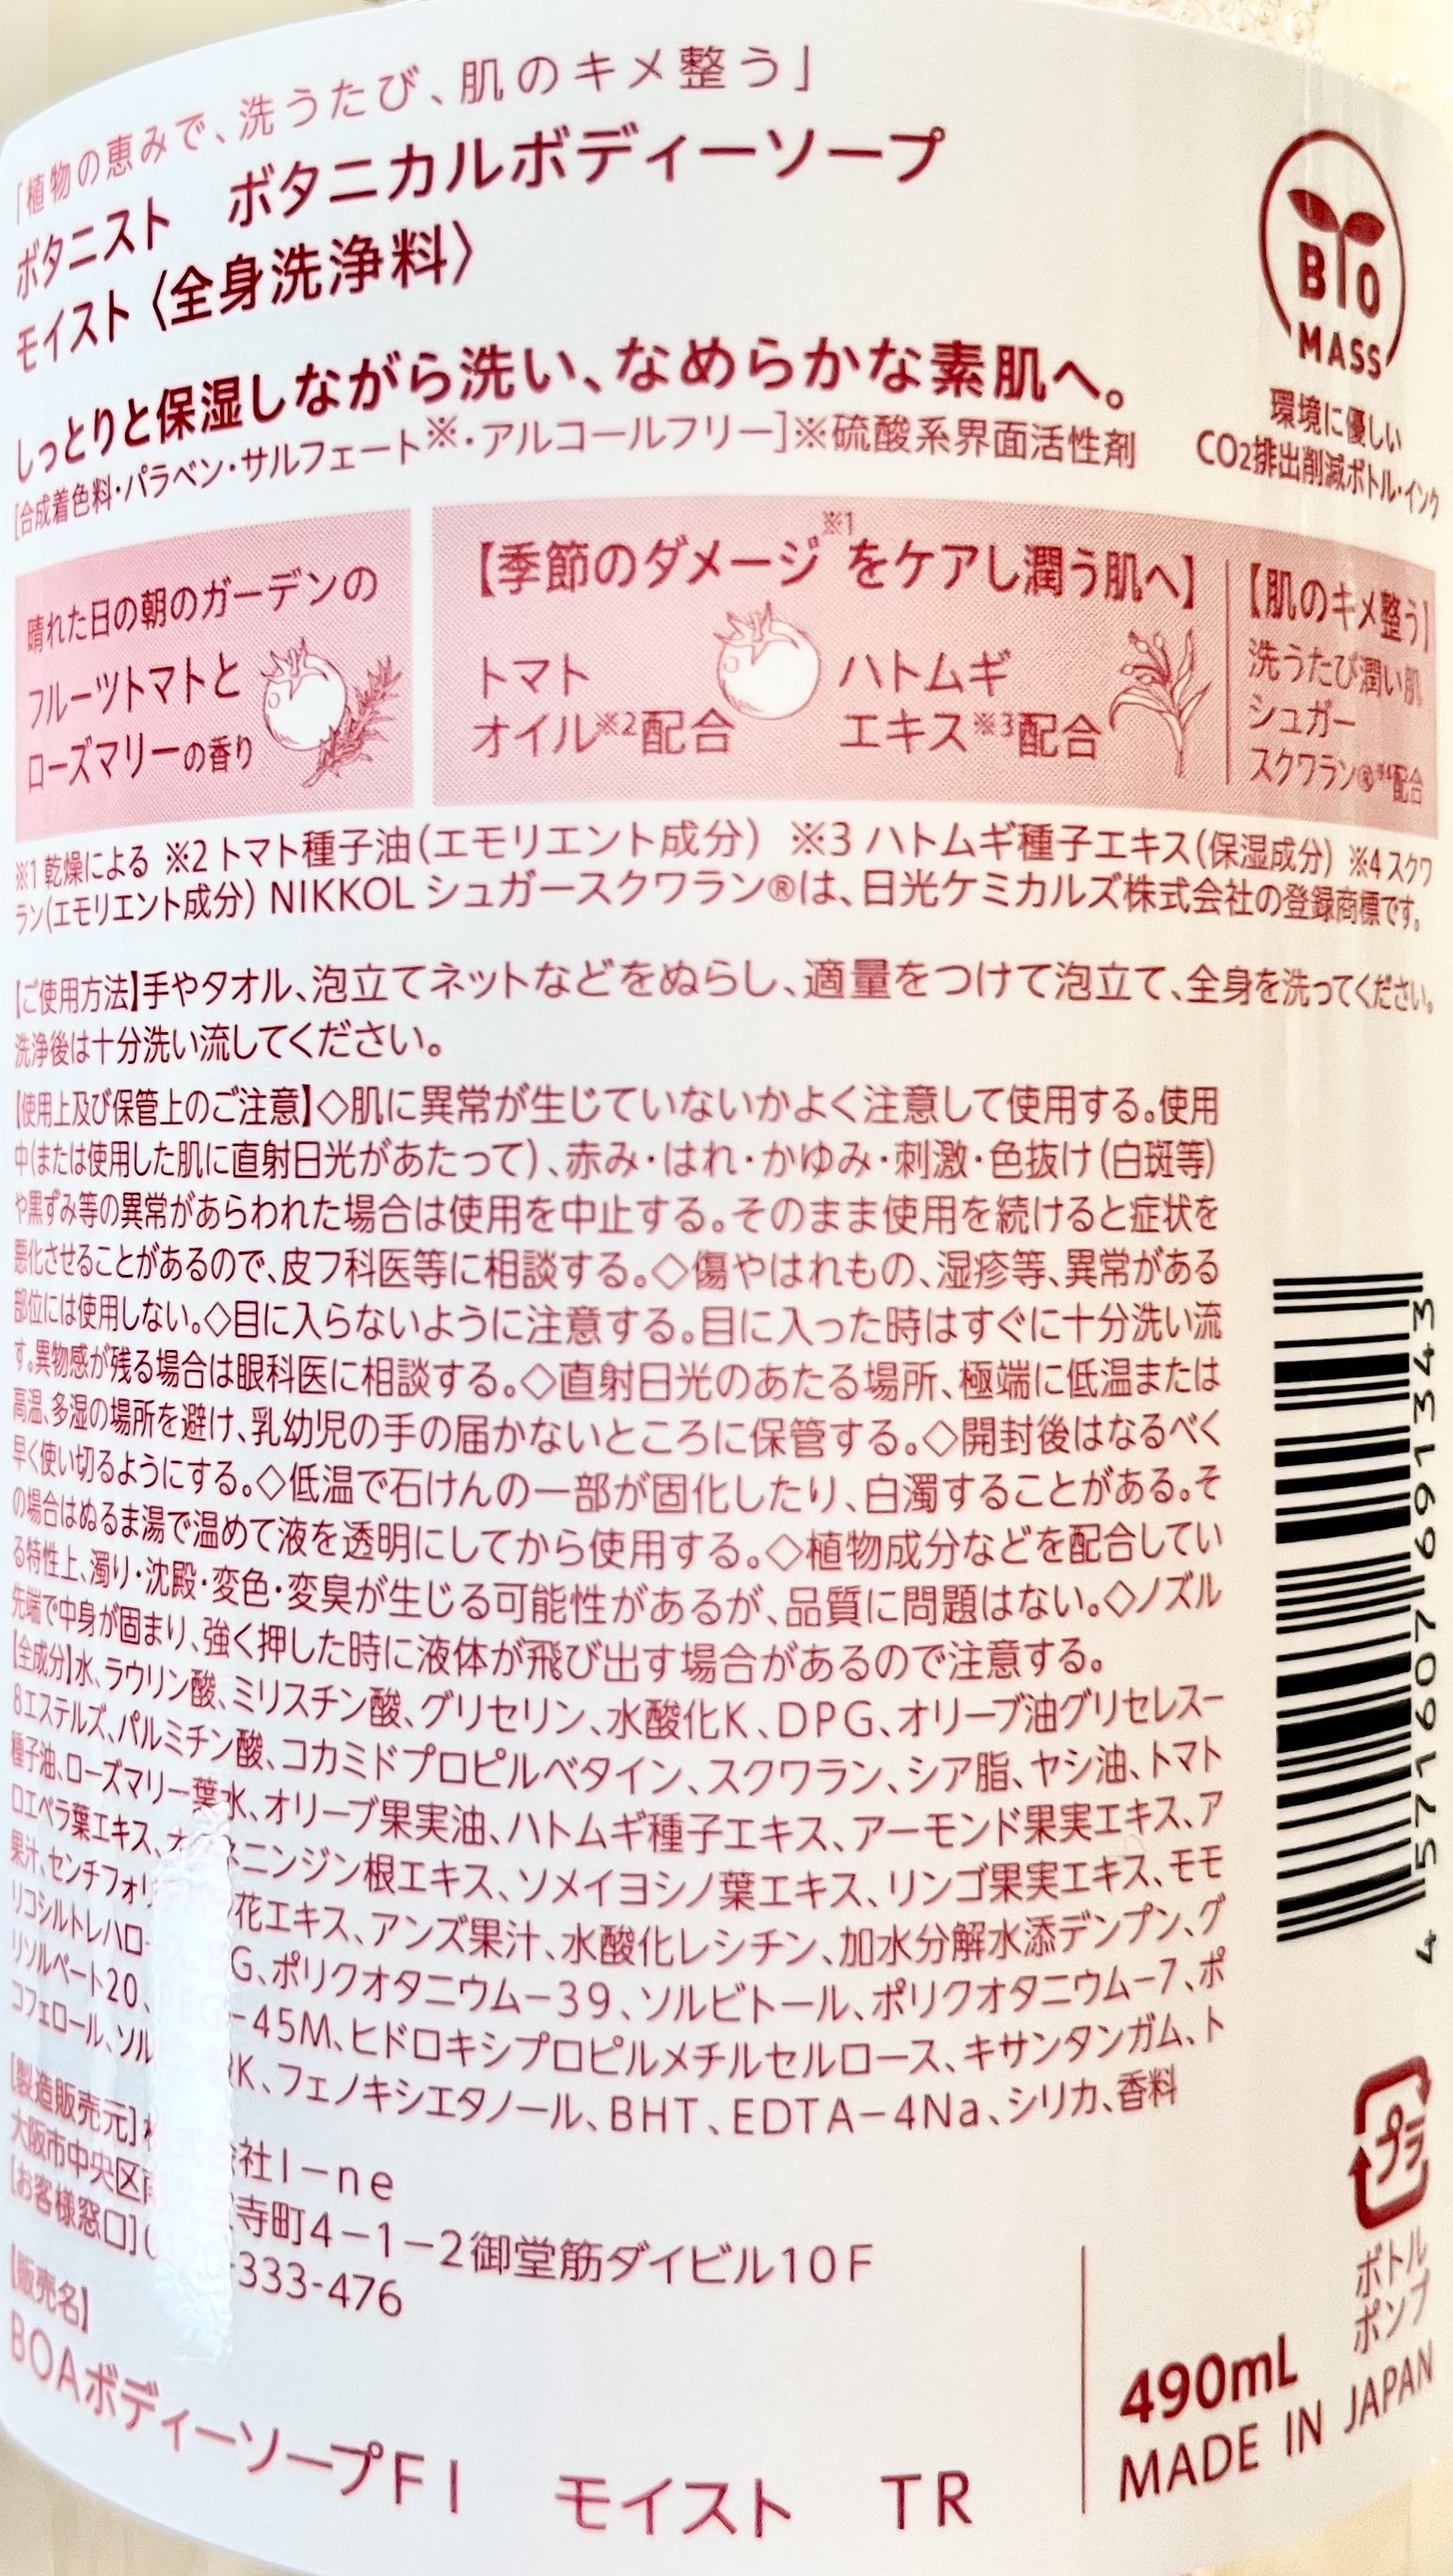 「植物の恵みで、洗うたび、肌のキメ整う」
ボタニスト ボタニカルボディーソープ
モイスト〈全身洗浄料〉
しっとりと保湿しながら洗い、なめらかな素肌へ。
[合成着色料・パラベン・サルフェート※・アルコールフリー]※硫酸系界面活性剤
BIO
MASS
環境に優しい
CO2排出削減ボトル・インク
晴れた日の朝のガーデンの
フルーツトマトと
ローズマリーの香り
【季節のダメージ※1をケアし潤う肌へ】
トマト
オイル※2配合
ハトムギ
エキス※3配合
【肌のキメ整う】
洗うたび潤い肌
シュガー
スクワラン®※4配合
※1 乾燥による ※2 トマト種子油(エモリエント成分) ※3 ハトムギ種子エキス(保湿成分) ※4 スクワ
ラン(エモリエント成分) NIKKOL シュガースクワラン®は、日光ケミカルズ株式会社の登録商標です。
【ご使用方法】手やタオル、泡立てネットなどをぬらし、適量をつけて泡立て、全身を洗ってください。
洗浄後は十分洗い流してください。
【使用上及び保管上のご注意】◇肌に異常が生じていないかよく注意して使用する。使用
中(または使用した肌に直射日光があたって)、赤み・はれ・かゆみ・刺激・色抜け(白斑等)
や黒ずみ等の異常があらわれた場合は使用を中止する。そのまま使用を続けると症状を
悪化させることがあるので、皮フ科医等に相談する。◇傷やはれもの、湿疹等、異常がある
部位には使用しない。◇目に入らないように注意する。目に入った時はすぐに十分洗い流
す。異物感が残る場合は眼科医に相談する。◇直射日光のあたる場所、極端に低温または
高温、多湿の場所を避け、乳幼児の手の届かないところに保管する。◇開封後はなるべく
早く使い切るようにする。◇低温で石けんの一部が固化したり、白濁することがある。そ
の場合はぬるま湯で温めて液を透明にしてから使用する。◇植物成分などを配合してい
る特性上、濁り・沈殿・変色・変臭が生じる可能性があるが、品質に問題はない。◇ノズル
先端で中身が固まり、強く押した時に液体が飛び出す場合があるので注意する。
【全成分】水、ラウリン酸、ミリスチン酸、グリセリン、水酸化K、DPG、オリーブ油グリセレス-
8エステルズ、パルミチン酸、コカミドプロピルベタイン、スクワラン、シア脂、ヤシ油、トマト
種子油、ローズマリー葉水、オリーブ果実油、ハトムギ種子エキス、アーモンド果実エキス、ア
ロエベラ葉エキス、オタネニンジン根エキス、ソメイヨシノ葉エキス、リンゴ果実エキス、モモ
果汁、センチフォリアバラ花エキス、アンズ果汁、水酸化レシチン、加水分解水添デンプン、グ
リコシルトレハロース、BG、ポリクオタニウム-39、ソルビトール、ポリクオタニウム-7、ポ
リソルベート20、PEG-45M、ヒドロキシプロピルメチルセルロース、キサンタンガム、ト
コフェロール、ソルビン酸K、フェノキシエタノール、BHT、EDTA-4Na、シリカ、香料
【製造販売元】株式会社I-ne
大阪市中央区南久宝寺町4-1-2御堂筋ダイビル10F
【お客様窓口】0120-333-476
【販売名】
BOAボディーソープFI モイスト TR
4571607691343
プラ
ボトル
ポンプ
490mL
MADE IN JAPAN